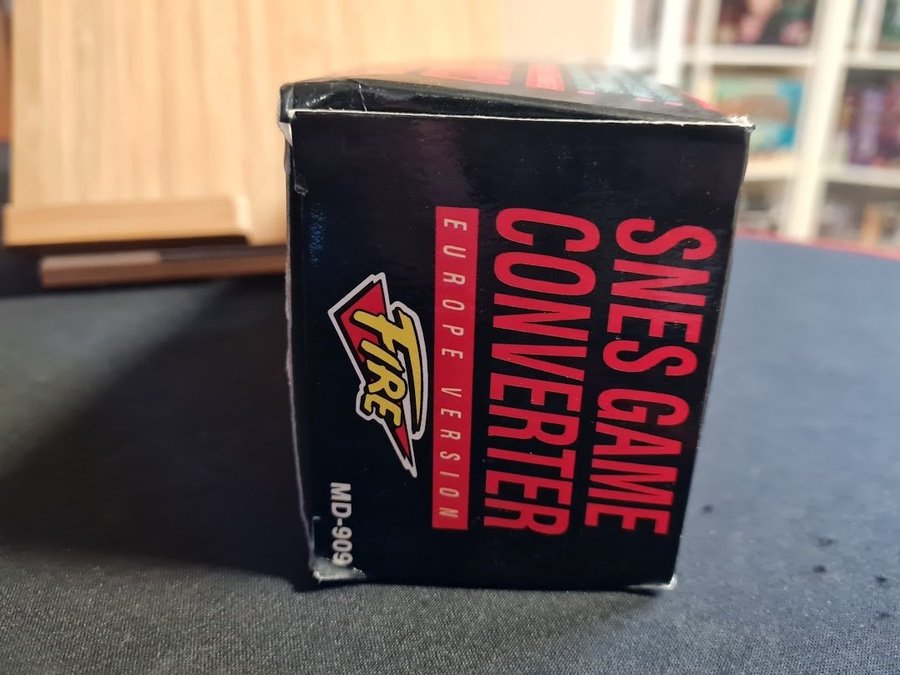 SNES GAME
CONVERTER
EUROPE VERSION
FIRE
MD-909